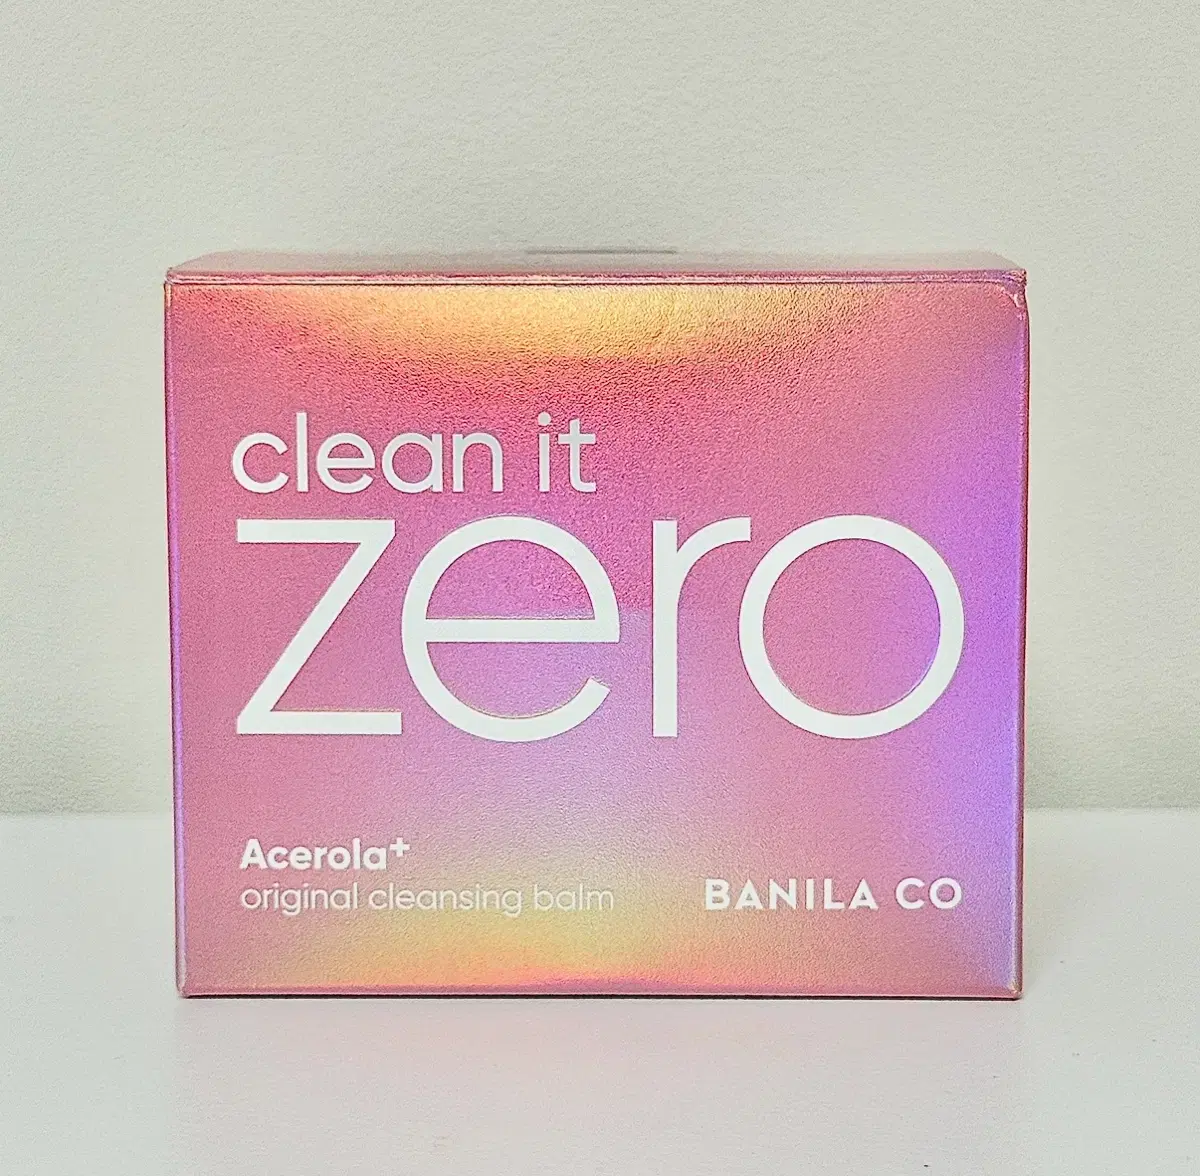 clean it
zero
Acerola⁺
original cleansing balm
BANILA CO